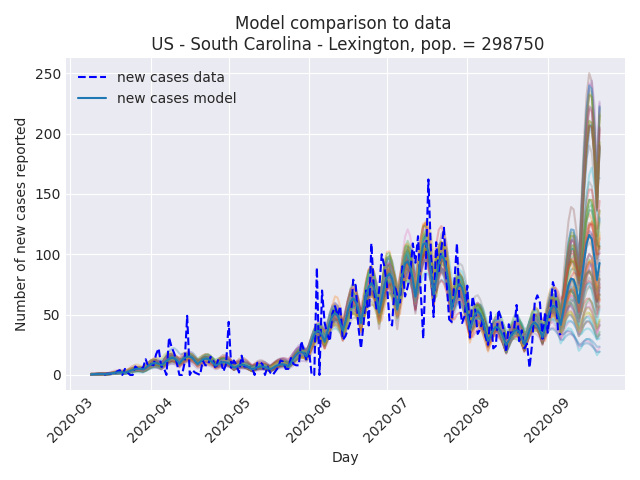 Model comparison to data
US - South Carolina - Lexington, pop. = 298750
new cases data
new cases model
Number of new cases reported
250
200
150
100
50
0
2020-03
2020-04
2020-05
2020-06
2020-07
2020-08
2020-09
Day